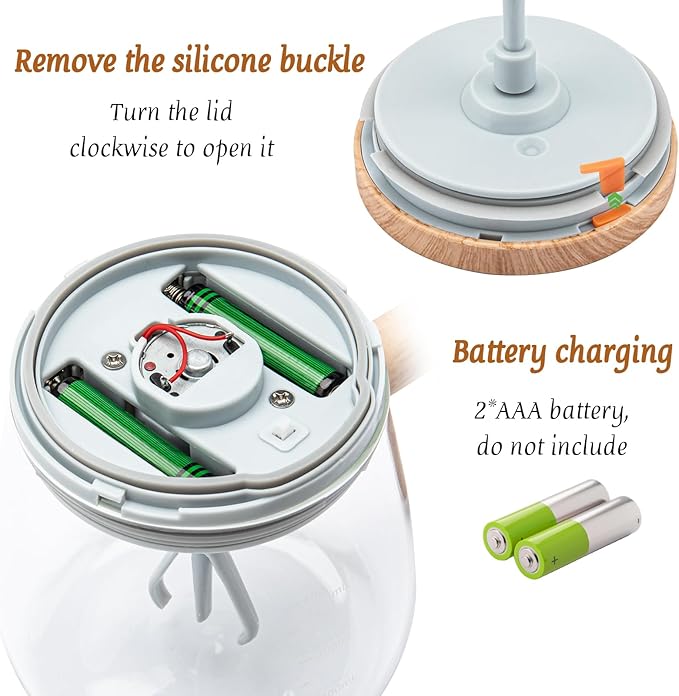 Remove the silicone buckle
Turn the lid
clockwise to open it
Battery charging
2*AAA battery,
do not include